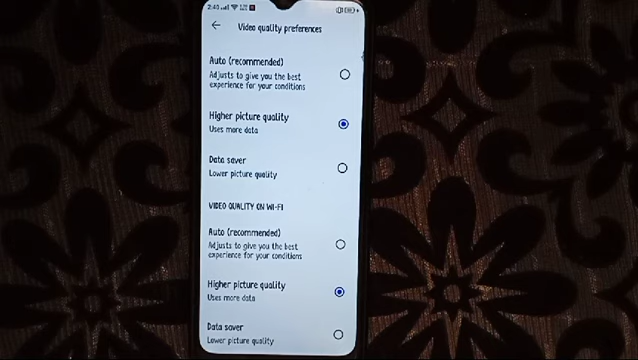 2:40
Video quality preferences
Auto (recommended)
Adjusts to give you the best
experience for your conditions
Higher picture quality
Uses more data
Data saver
Lower picture quality
VIDEO QUALITY ON WI-FI
Auto (recommended)
Adjusts to give you the best
experience for your conditions
Higher picture quality
Uses more data
Data saver
Lower picture quality